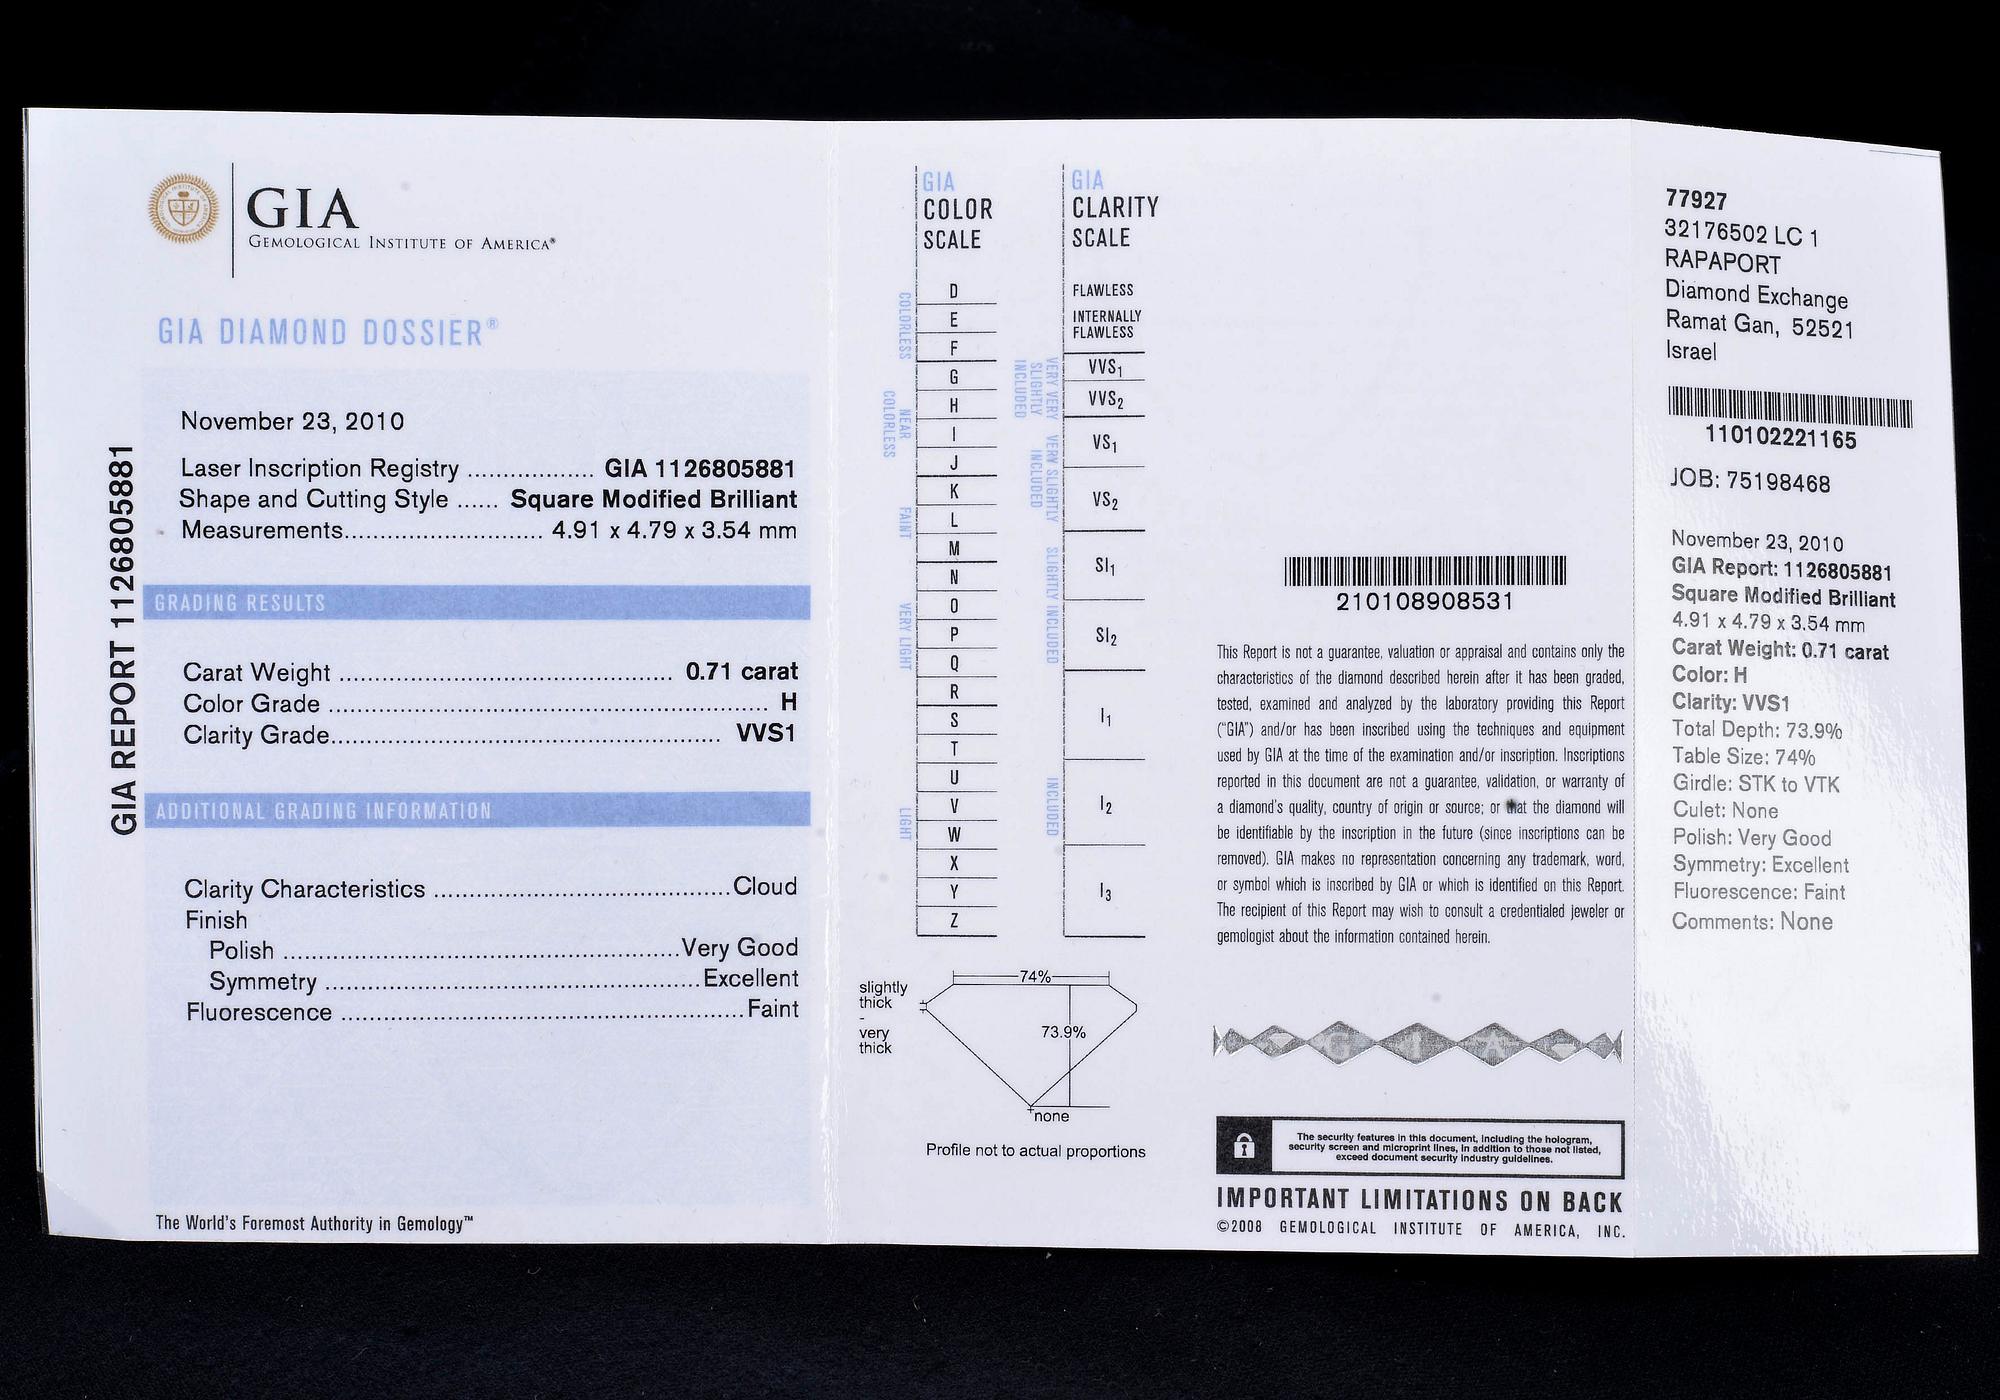 GIA REPORT 1126805881
GIA
GEMOLOGICAL INSTITUTE OF AMERICA®
GIA DIAMOND DOSSIER®
November 23, 2010
Laser Inscription Registry ................. GIA 1126805881
Shape and Cutting Style ...... Square Modified Brilliant
Measurements........................... 4.91 x 4.79 x 3.54 mm
GRADING RESULTS
Carat Weight ............................................. 0.71 carat
Color Grade ........................................................... H
Clarity Grade.................................................... VVS1
ADDITIONAL GRADING INFORMATION
Clarity Characteristics .......................................Cloud
Finish
Polish .....................................................Very Good
Symmetry ..................................................Excellent
Fluorescence ......................................................Faint
The World's Foremost Authority in Gemology™
GIA
COLOR
SCALE
COLORLESS
D
E
F
NEAR
COLORLESS
G
H
I
J
FAINT
K
L
M
VERY LIGHT
N
O
P
Q
R
LIGHT
S
T
U
V
W
X
Y
Z
GIA
CLARITY
SCALE
FLAWLESS
INTERNALLY
FLAWLESS
VERY VERY
SLIGHTLY
INCLUDED
VVS1
VVS2
VERY SLIGHTLY
INCLUDED
VS1
VS2
SLIGHTLY INCLUDED
SI1
SI2
INCLUDED
I1
I2
I3
74%
slightly
thick
-
very
thick
73.9%
none
Profile not to actual proportions
210108908531
This Report is not a guarantee, valuation or appraisal and contains only the
characteristics of the diamond described herein after it has been graded,
tested, examined and analyzed by the laboratory providing this Report
("GIA") and/or has been inscribed using the techniques and equipment
used by GIA at the time of the examination and/or inscription. Inscriptions
reported in this document are not a guarantee, validation, or warranty of
a diamond's quality, country of origin or source; or that the diamond will
be identifiable by the inscription in the future (since inscriptions can be
removed). GIA makes no representation concerning any trademark, word,
or symbol which is inscribed by GIA or which is identified on this Report.
The recipient of this Report may wish to consult a credentialed jeweler or
gemologist about the information contained herein.
G I A
The security features in this document, including the hologram,
security screen and microprint lines, in addition to those not listed,
exceed document security industry guidelines.
IMPORTANT LIMITATIONS ON BACK
©2008 GEMOLOGICAL INSTITUTE OF AMERICA, INC.
77927
32176502 LC 1
RAPAPORT
Diamond Exchange
Ramat Gan, 52521
Israel
110102221165
JOB: 75198468
November 23, 2010
GIA Report: 1126805881
Square Modified Brilliant
4.91 x 4.79 x 3.54 mm
Carat Weight: 0.71 carat
Color: H
Clarity: VVS1
Total Depth: 73.9%
Table Size: 74%
Girdle: STK to VTK
Culet: None
Polish: Very Good
Symmetry: Excellent
Fluorescence: Faint
Comments: None